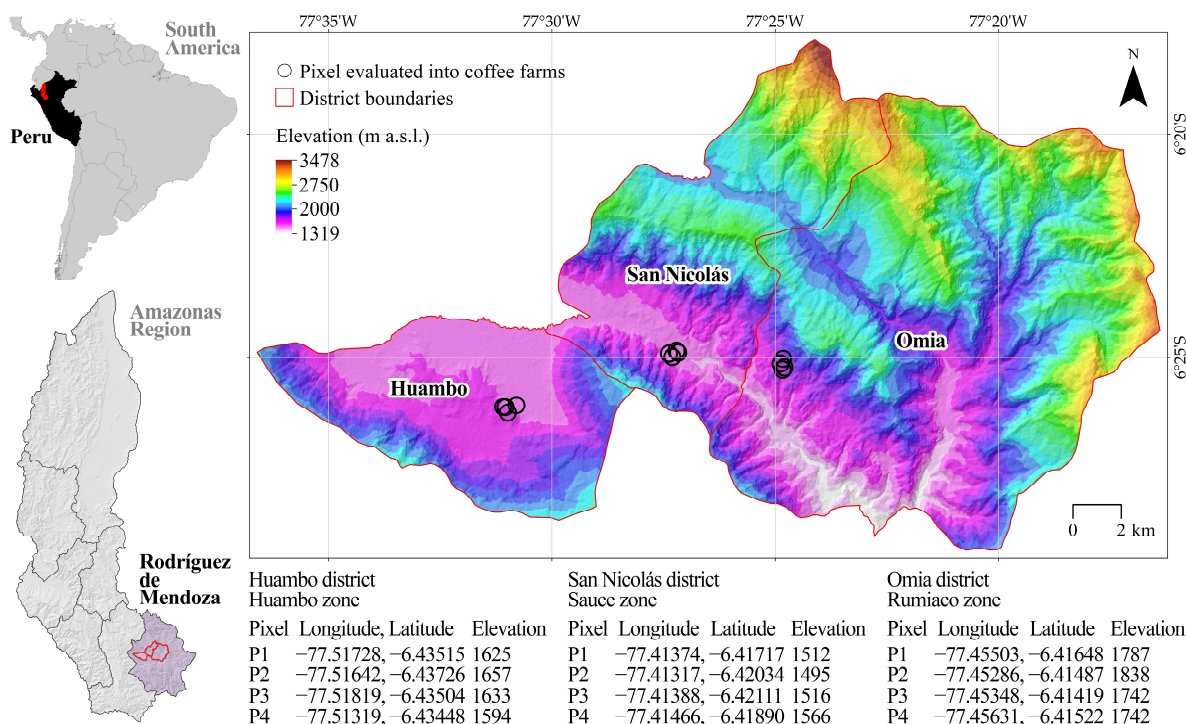 South
America
Peru
Amazonas
Region
Rodríguez
de
Mendoza
77°35'W 77°30'W 77°25'W 77°20'W
Pixel evaluated into coffee farms
District boundaries
Elevation (m a.s.l.)
3478
2750
2000
1319
N
6°20'S
6°25'S
San Nicolás
Omia
Huambo
0 2 km
Huambo district
Huambo zone
Pixel Longitude, Latitude Elevation
P1 −77.51728, −6.43515 1625
P2 −77.51642, −6.43726 1657
P3 −77.51819, −6.43504 1633
P4 −77.51319, −6.43448 1594
San Nicolás district
Sauce zone
Pixel Longitude Latitude Elevation
P1 −77.41374, −6.41717 1512
P2 −77.41317, −6.42034 1495
P3 −77.41388, −6.42111 1516
P4 −77.41466, −6.41890 1566
Omia district
Rumiaco zone
Pixel Longitude Latitude Elevation
P1 −77.45503, −6.41648 1787
P2 −77.45286, −6.41487 1838
P3 −77.45348, −6.41419 1742
P4 −77.45631, −6.41522 1742